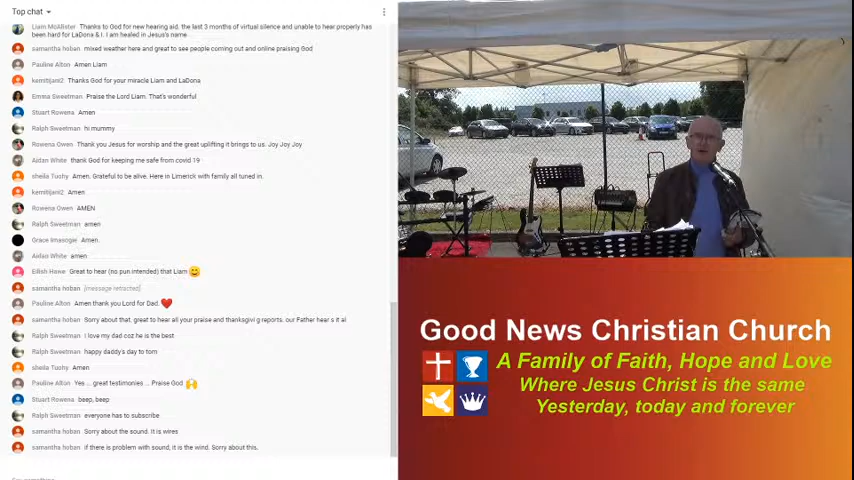 Top chat
Liam McAlister Thanks to God for new hearing aid. the last 3 months of virtual silence and unable to hear properly has
been hard for LaDona & I. I am healed in Jesus's name
samantha hoban mixed weather here and great to see people coming out and online praising God
Pauline Alton Amen Liam
kemitijani2 Thanks God for your miracle Liam and LaDona
Emma Sweetman Praise the Lord Liam. That's wonderful
Stuart Rowena Amen
Ralph Sweetman hi mummy
Rowena Owen Thank you Jesus for worship and the great uplifting it brings to us. Joy Joy Joy
Aidan White thank God for keeping me safe from covid 19
sheila Tuohy Amen. Grateful to be alive. Here in Limerick with family all tuned in.
kemitijani2 Amen
Rowena Owen AMEN
Ralph Sweetman amen
Grace Imasogie Amen.
Aidan White amen
Eilish Howe Great to hear (no pun intended) that Liam
samantha hoban [message retracted]
Pauline Alton Amen thank you Lord for Dad.
samantha hoban Sorry about that. great to hear all your praise and thanksgivi g reports. our Father hear s it al
Ralph Sweetman I love my dad coz he is the best
Ralph Sweetman happy daddy's day to tom
sheila Tuohy Amen
Pauline Alton Yes ... great testimonies ... Praise God
Stuart Rowena beep, beep
Ralph Sweetman everyone has to subscribe
samantha hoban Sorry about the sound. It is wires
samantha hoban if there is problem with sound, it is the wind. Sorry about this.
Good News Christian Church
A Family of Faith, Hope and Love
Where Jesus Christ is the same
Yesterday, today and forever